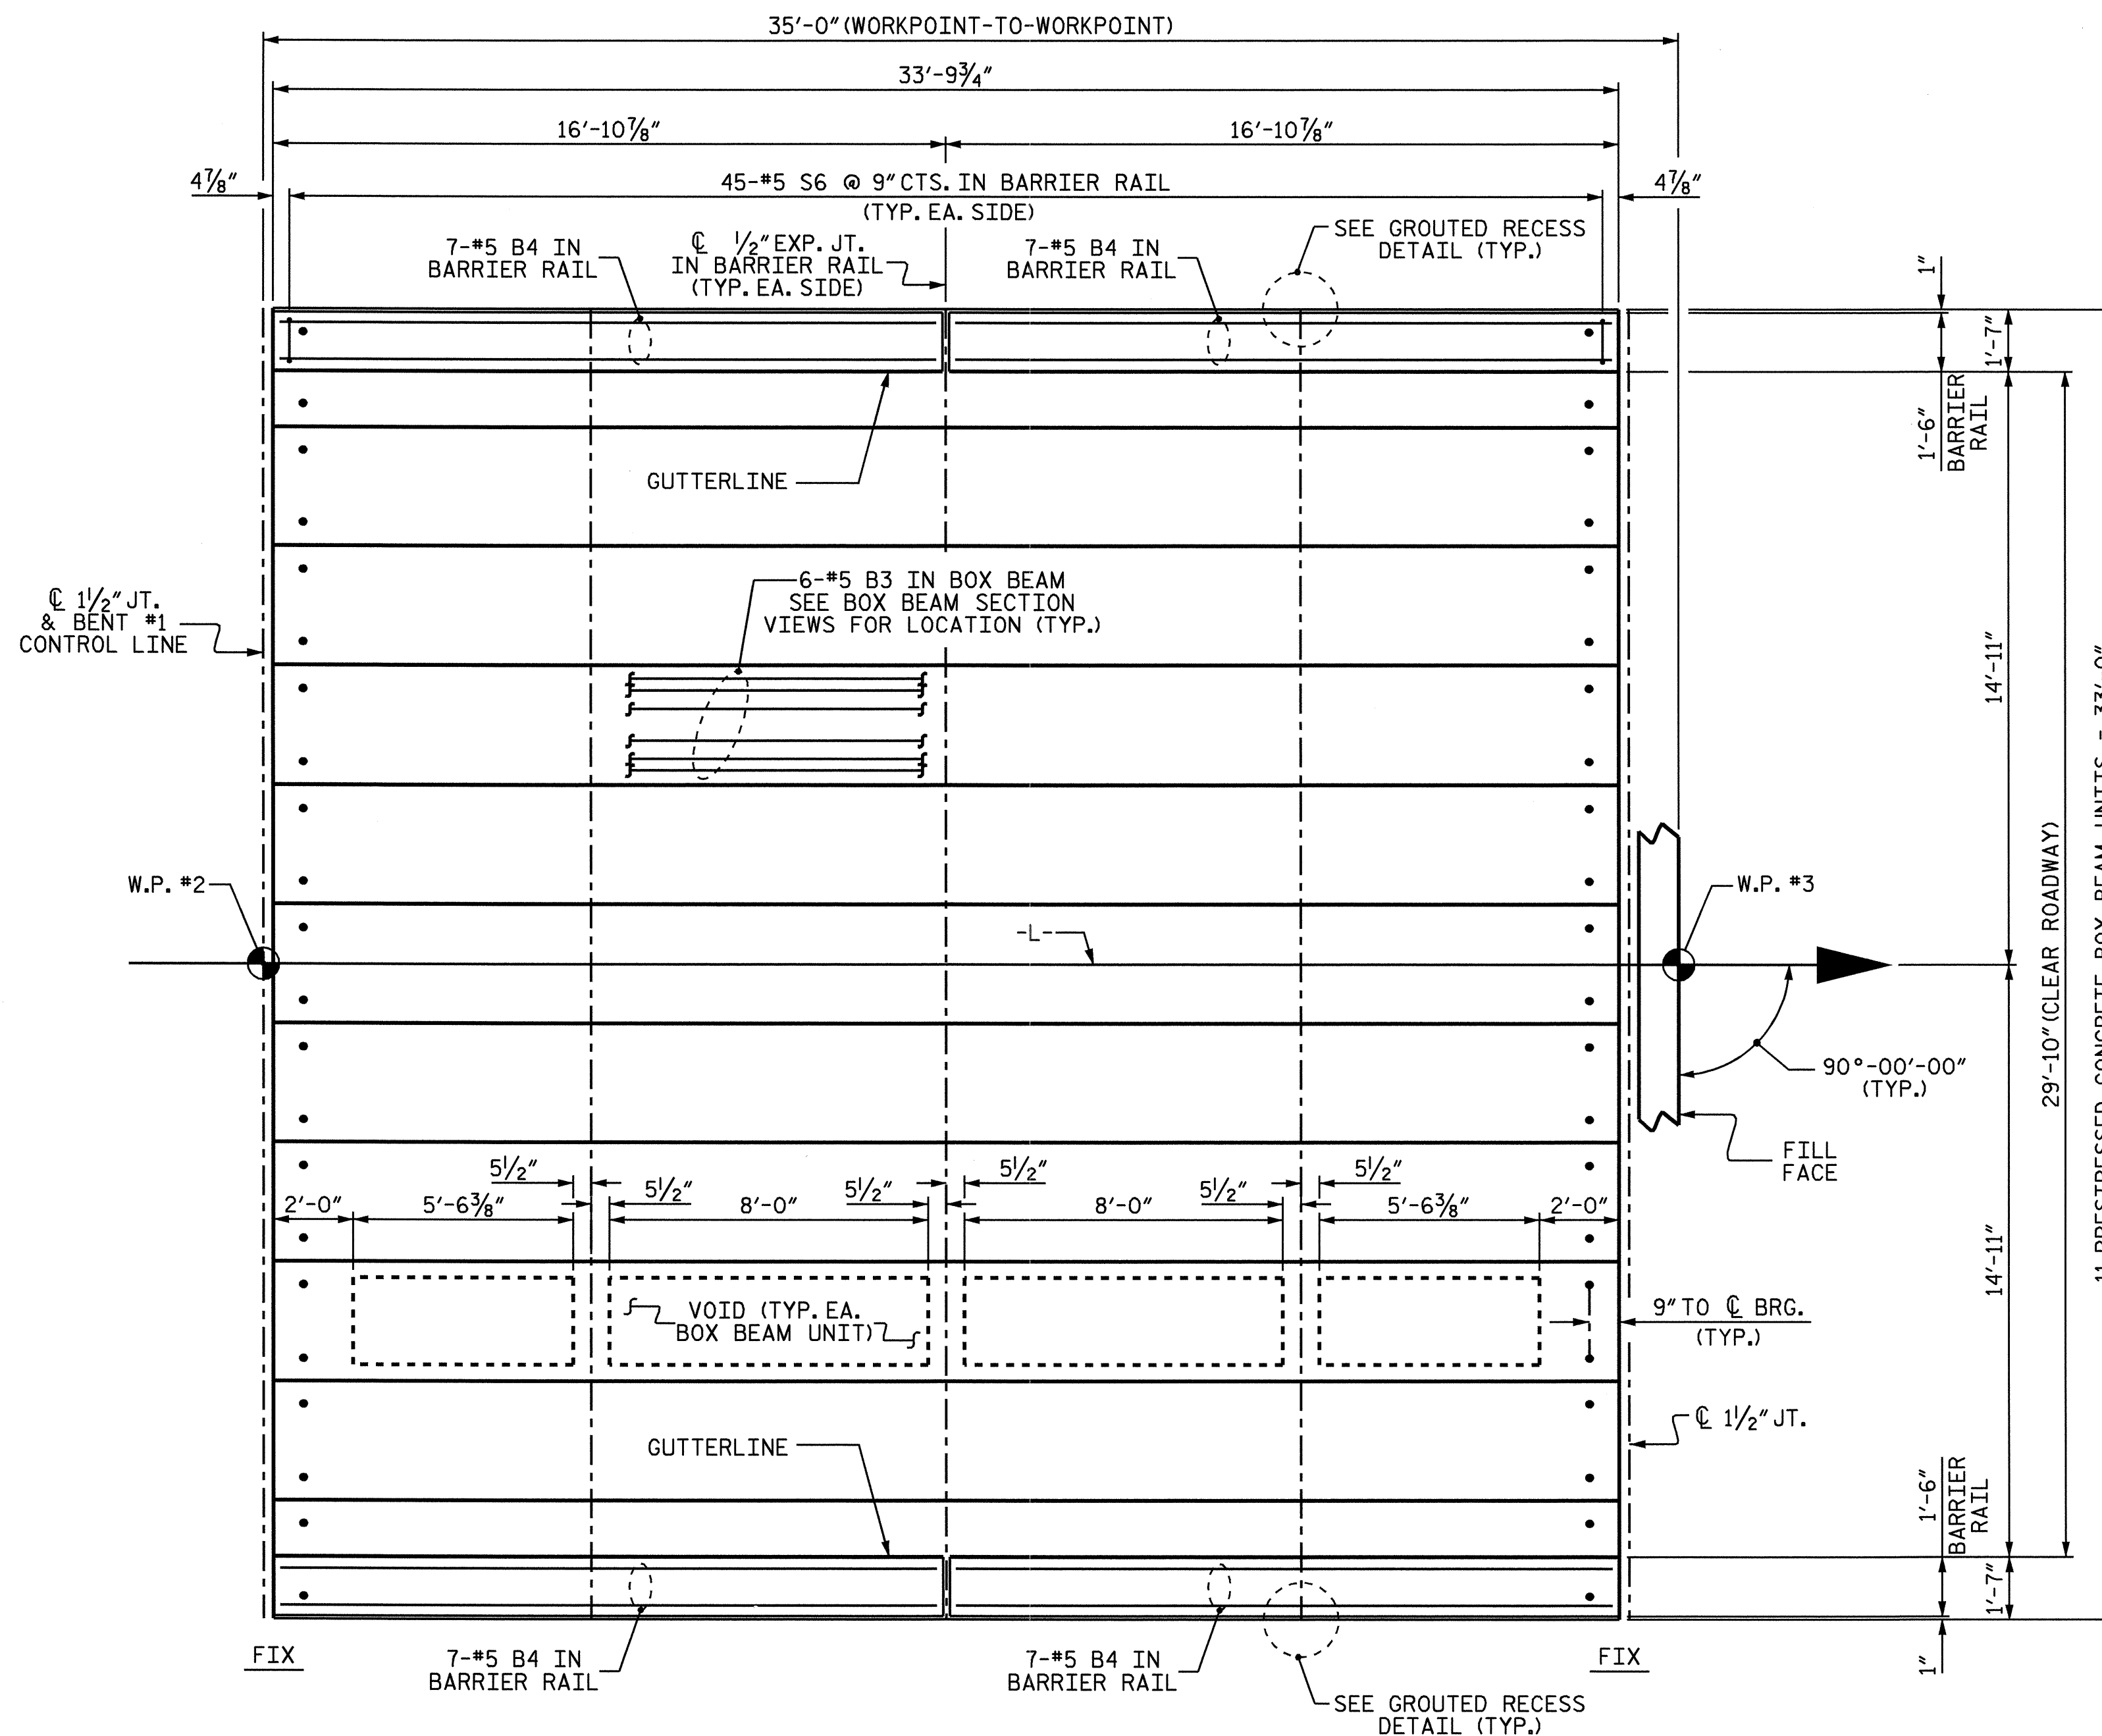 35'-0" (WORKPOINT-TO-WORKPOINT)
33'-9¾"
16'-10⅞"
16'-10⅞"
4⅞"
45-#5 S6 @ 9" CTS. IN BARRIER RAIL
(TYP. EA. SIDE)
4⅞"
7-#5 B4 IN
BARRIER RAIL
℄ ½" EXP. JT.
IN BARRIER RAIL
(TYP. EA. SIDE)
7-#5 B4 IN
BARRIER RAIL
SEE GROUTED RECESS
DETAIL (TYP.)
1"
1'-7"
1'-6"
BARRIER
RAIL
GUTTERLINE
6-#5 B3 IN BOX BEAM
SEE BOX BEAM SECTION
VIEWS FOR LOCATION (TYP.)
℄ 1½" JT.
& BENT #1
CONTROL LINE
14'-11"
W.P. #2
-L-
W.P. #3
90°-00'-00"
(TYP.)
29'-10" (CLEAR ROADWAY)
11 PRESTRESSED CONCRETE BOX BEAM UNITS = 33'-0"
FILL
FACE
5½"
5½"
5½"
5½"
5½"
5½"
2'-0"
5'-6⅜"
8'-0"
8'-0"
5'-6⅜"
2'-0"
14'-11"
VOID (TYP. EA.
BOX BEAM UNIT)
9" TO ℄ BRG.
(TYP.)
℄ 1½" JT.
GUTTERLINE
1'-6"
BARRIER
RAIL
1'-7"
1"
FIX
7-#5 B4 IN
BARRIER RAIL
7-#5 B4 IN
BARRIER RAIL
FIX
SEE GROUTED RECESS
DETAIL (TYP.)